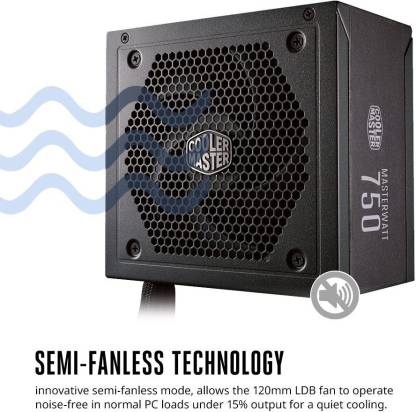 COOLER
MASTER
COOLER
MASTER
MASTERWATT
750
SEMI-FANLESS TECHNOLOGY
innovative semi-fanless mode, allows the 120mm LDB fan to operate
noise-free in normal PC loads under 15% output for a quiet cooling.